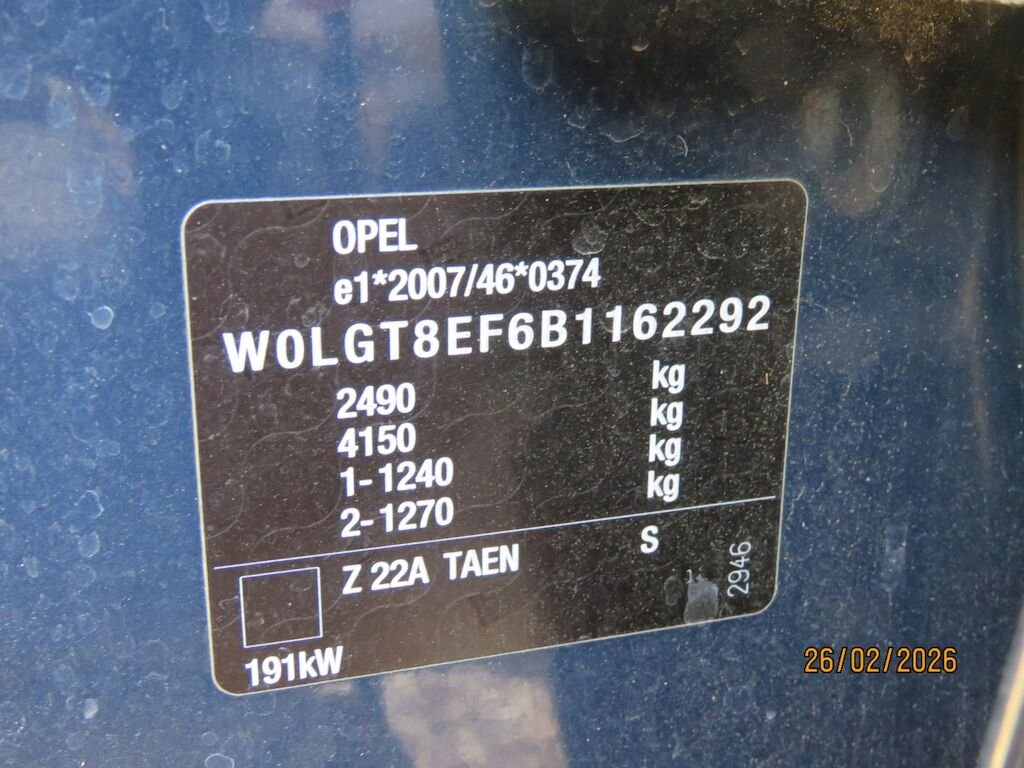 OPEL
e1*2007/46*0374
W0LGT8EF6B1162292
2490 kg
4150 kg
1-1240 kg
2-1270 kg
Z 22A TAEN S
2946
191kW
26/02/2026